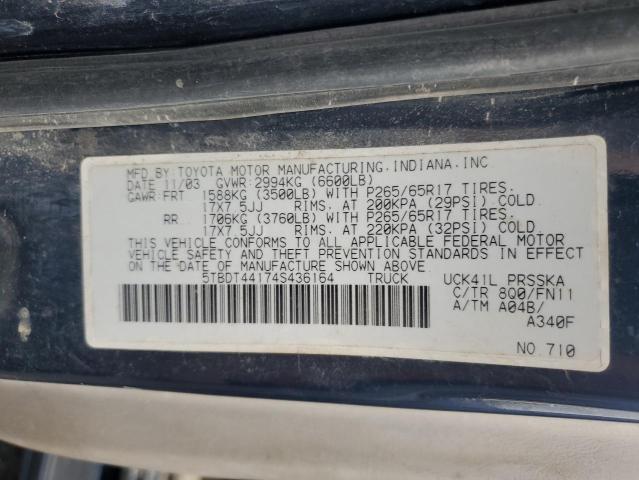 MFD.BY:TOYOTA MOTOR MANUFACTURING,INDIANA,INC
DATE 11/03 GVWR:2994KG (6600LB)
GAWR:FRT 1588KG (3500LB) WITH P265/65R17 TIRES.
17X7.5JJ RIMS. AT 200KPA (29PSI) COLD.
RR 1706KG (3760LB) WITH P265/65R17 TIRES.
17X7.5JJ RIMS. AT 220KPA (32PSI) COLD.
THIS VEHICLE CONFORMS TO ALL APPLICABLE FEDERAL MOTOR
VEHICLE SAFETY AND THEFT PREVENTION STANDARDS IN EFFECT
ON THE DATE OF MANUFACTURE SHOWN ABOVE.
5TBDT44174S436164 TRUCK UCK41L PRSSKA
C/TR 8Q0/FN11
A/TM A04B/
A340F
NO.710